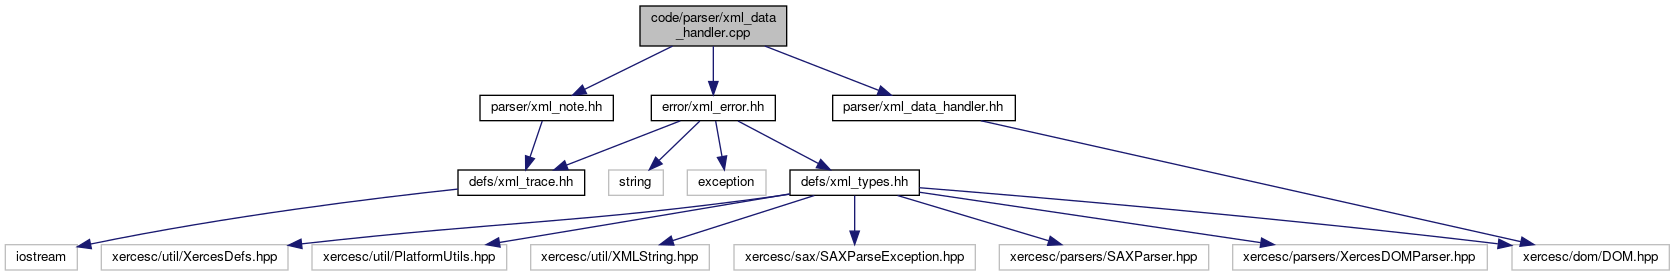 code/parser/xml_data
_handler.cpp
parser/xml_note.hh
error/xml_error.hh
parser/xml_data_handler.hh
defs/xml_trace.hh
string
exception
defs/xml_types.hh
iostream
xercesc/util/XercesDefs.hpp
xercesc/util/PlatformUtils.hpp
xercesc/util/XMLString.hpp
xercesc/sax/SAXParseException.hpp
xercesc/parsers/SAXParser.hpp
xercesc/parsers/XercesDOMParser.hpp
xercesc/dom/DOM.hpp